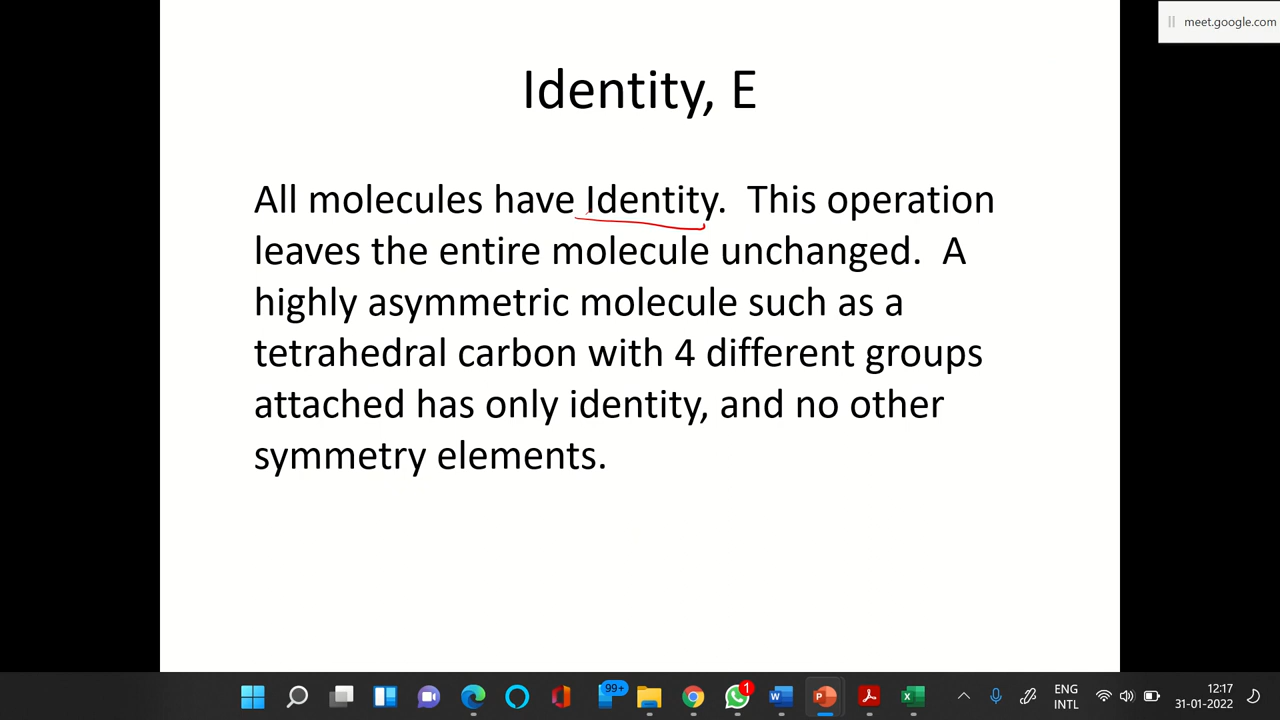 meet.google.com
Identity, E
All molecules have Identity. This operation
leaves the entire molecule unchanged. A
highly asymmetric molecule such as a
tetrahedral carbon with 4 different groups
attached has only identity, and no other
symmetry elements.
99+
1
ENG
INTL
12:17
31-01-2022